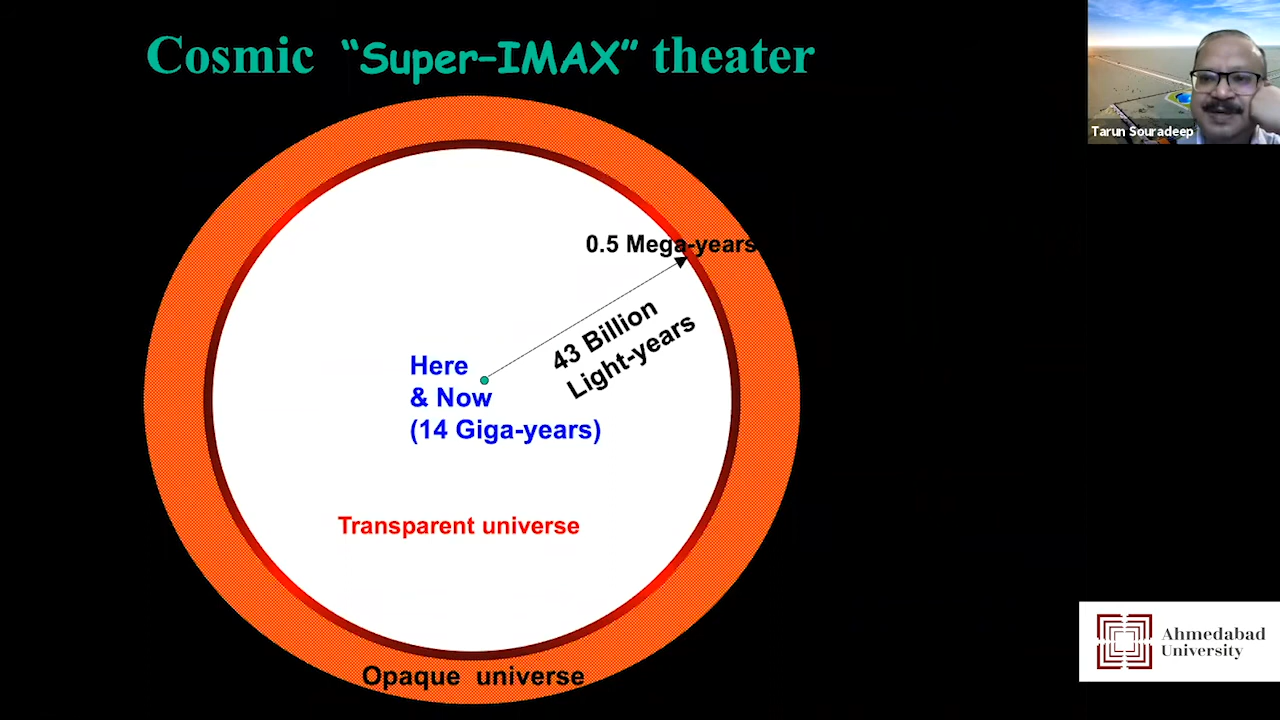 Cosmic “Super-IMAX” theater
Tarun Souradeep
0.5 Mega-years
43 Billion
Light-years
Here
& Now
(14 Giga-years)
Transparent universe
Opaque universe
Ahmedabad
University